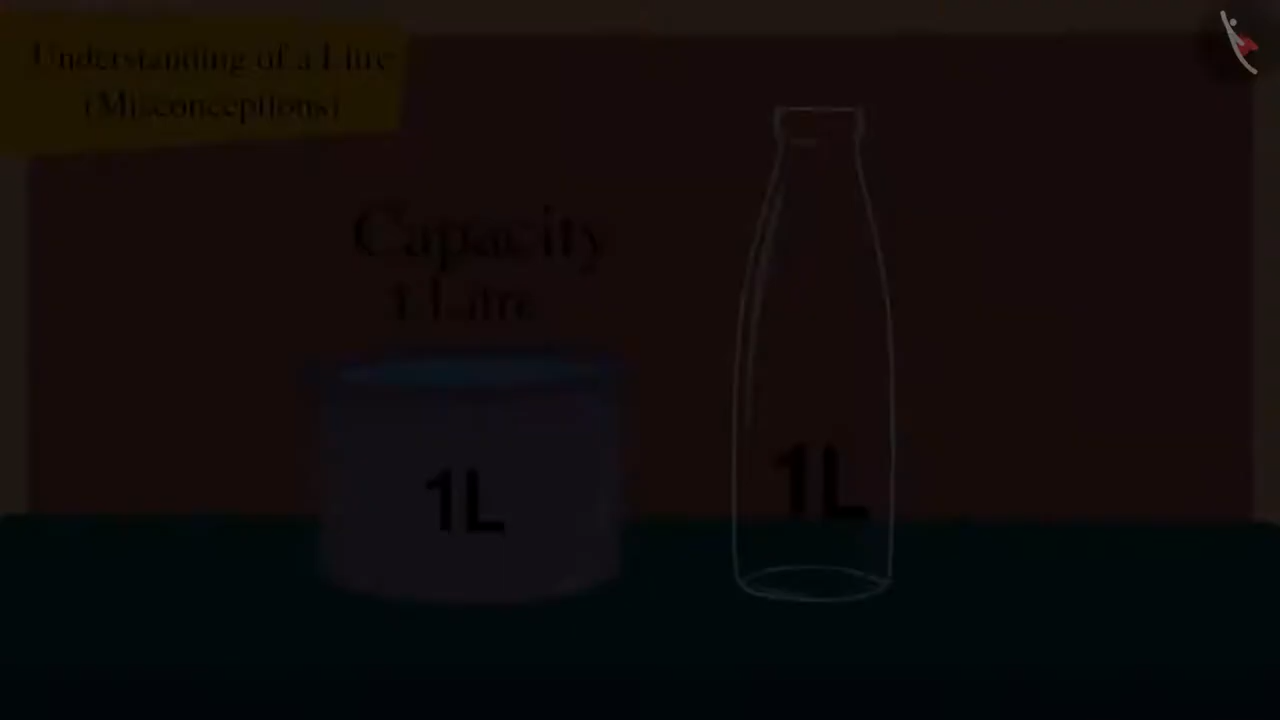 Understanding of a Litre
(Misconceptions)
Capacity
1 Litre
1L
1L